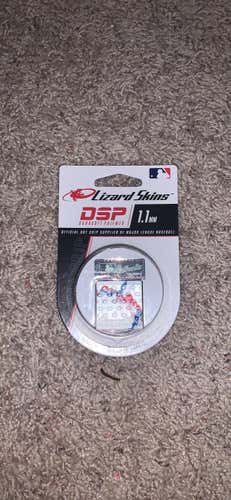 Lizard Skins
DSP
DURASOFT POLYMER
1.1MM
OFFICIAL BAT GRIP SUPPLIER OF MAJOR LEAGUE BASEBALL